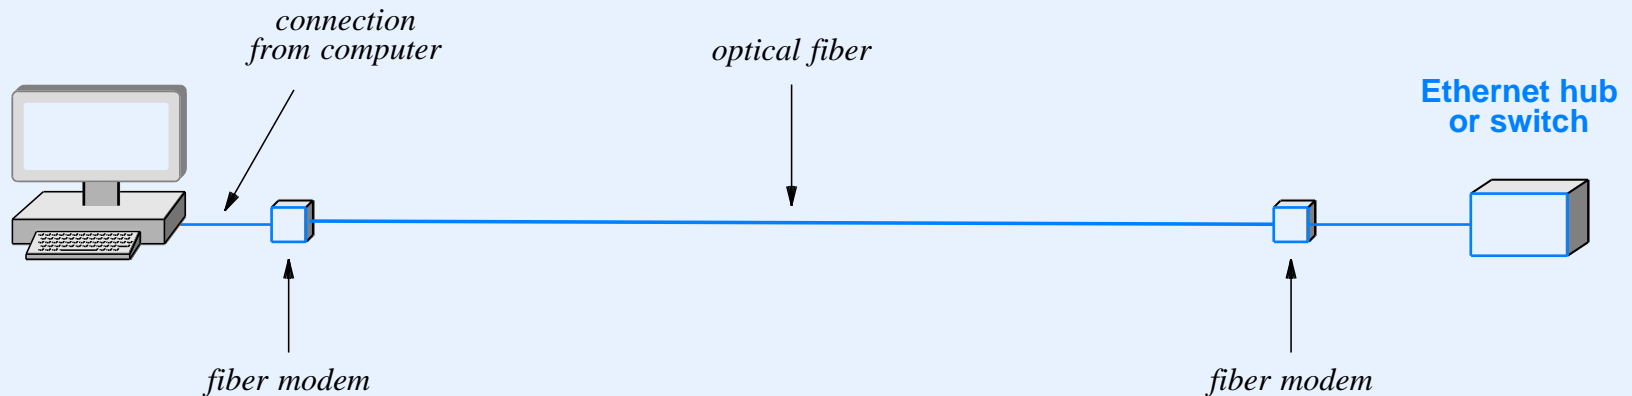 connection
from computer
optical fiber
Ethernet hub
or switch
fiber modem
fiber modem